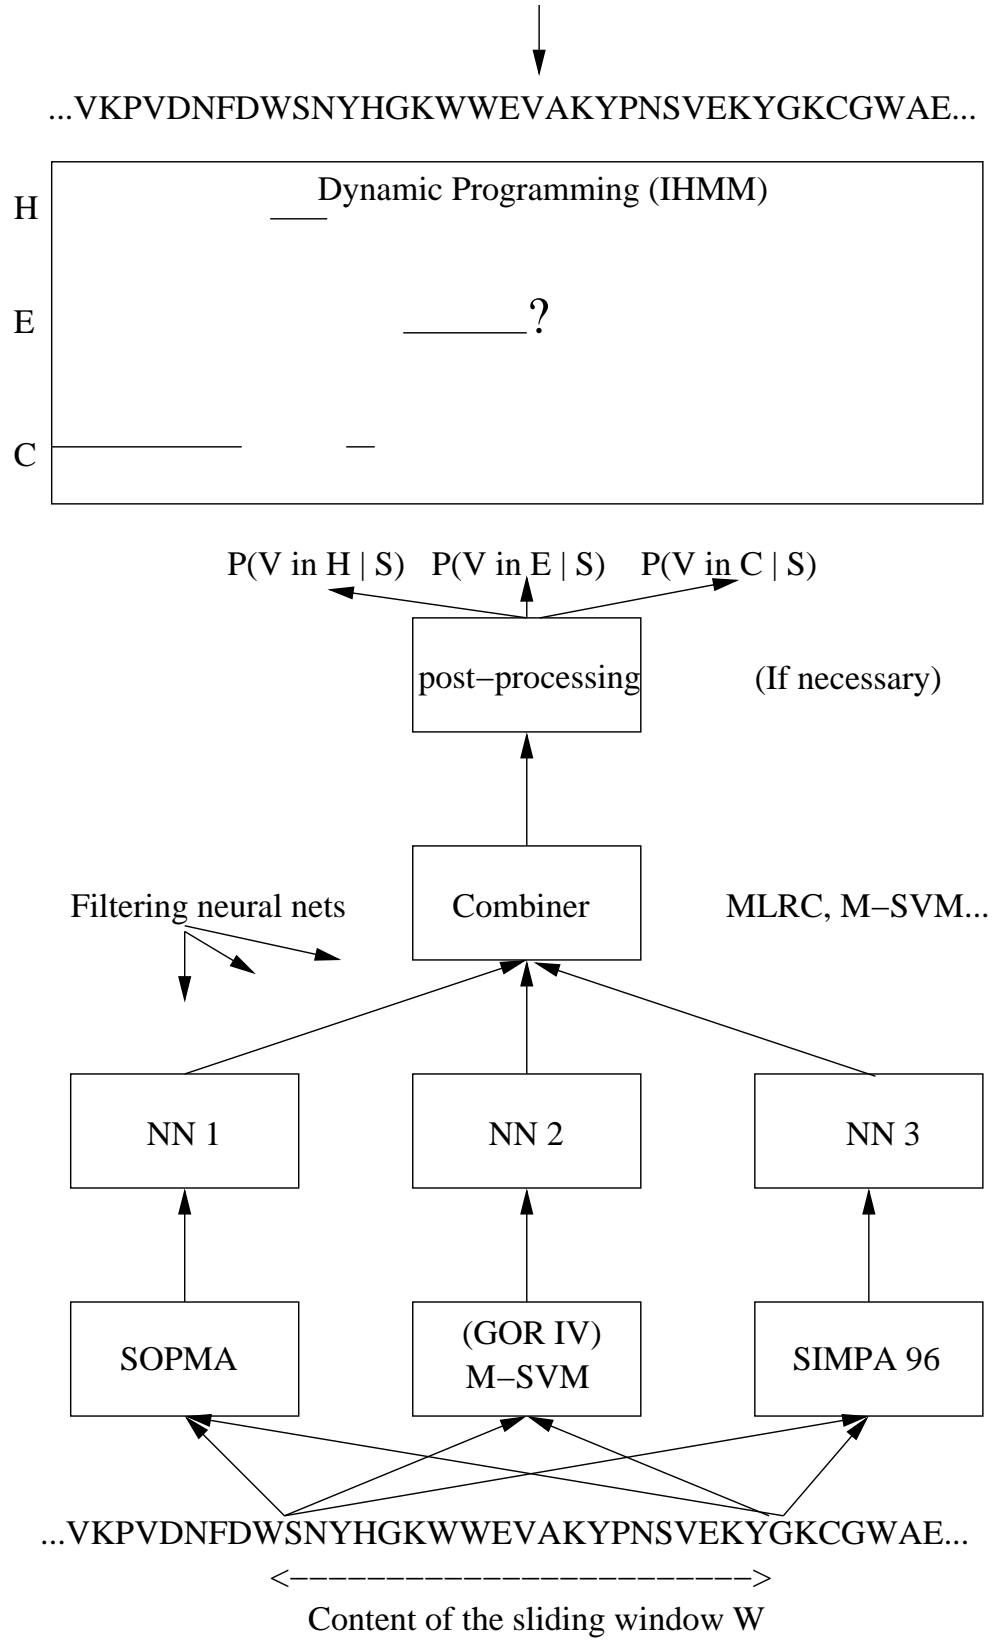 ...VKPVDNFDWSNYHGKWWEVAKYPNSVEKYGKCGWAE...
Dynamic Programming (IHMM)
H
E
?
C
P(V in H | S) P(V in E | S) P(V in C | S)
post−processing
(If necessary)
Filtering neural nets
Combiner
MLRC, M−SVM...
NN 1
NN 2
NN 3
SOPMA
(GOR IV)
M−SVM
SIMPA 96
...VKPVDNFDWSNYHGKWWEVAKYPNSVEKYGKCGWAE...
<−−−−−−−−−−−−−−−−−−−−−−−−−>
Content of the sliding window W